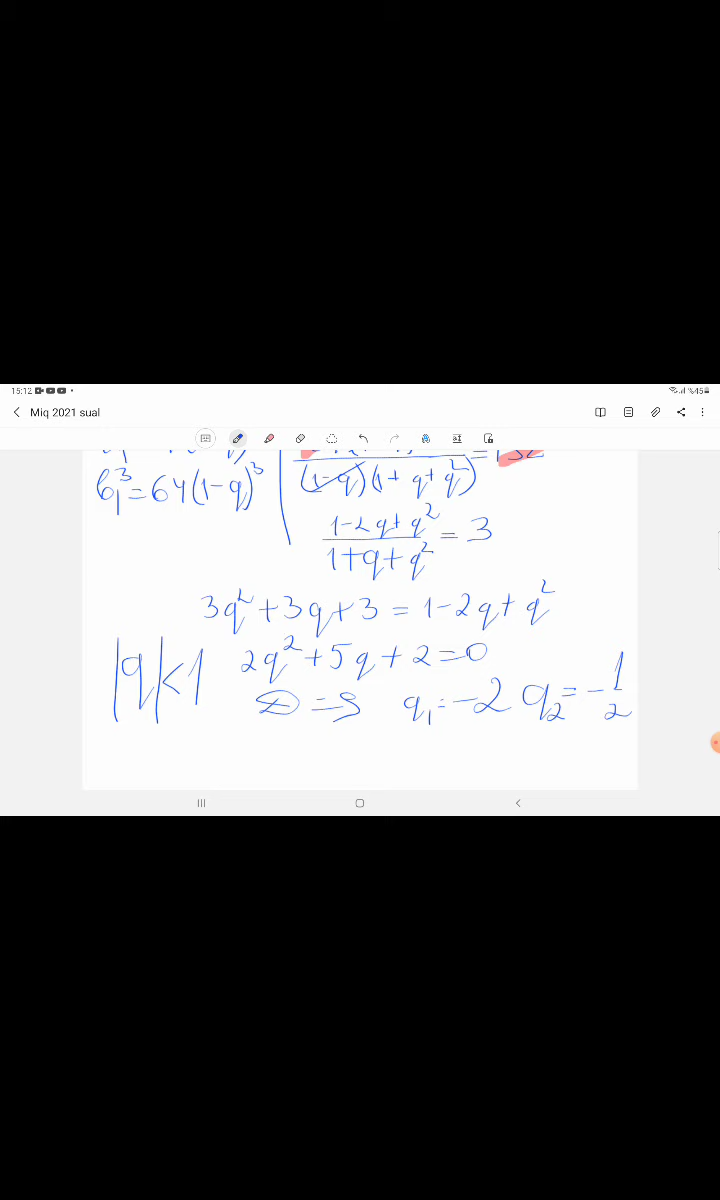 15:12
%45
Miq 2021 sual
b₁³=64(1-q)³
(1-q)(1+q+q²)
(1-2q+q²)/(1+q+q²) = 3
3q²+3q+3=1-2q+q²
|q|<1
2q²+5q+2=0
D=9 q₁=-2 q₂=-1/2